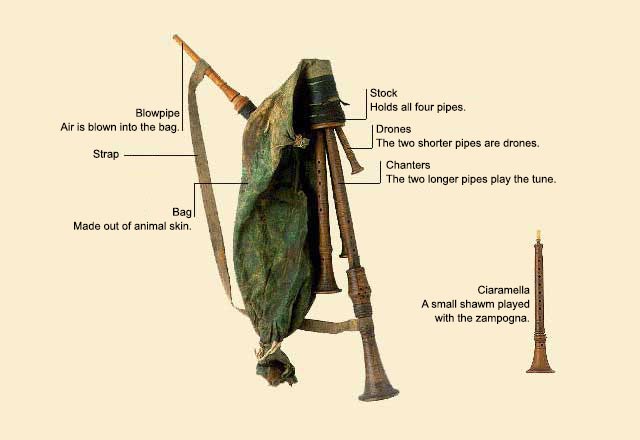 Stock
Holds all four pipes.
Blowpipe
Air is blown into the bag.
Drones
The two shorter pipes are drones.
Strap
Chanters
The two longer pipes play the tune.
Bag
Made out of animal skin.
Ciaramella
A small shawm played
with the zampogna.